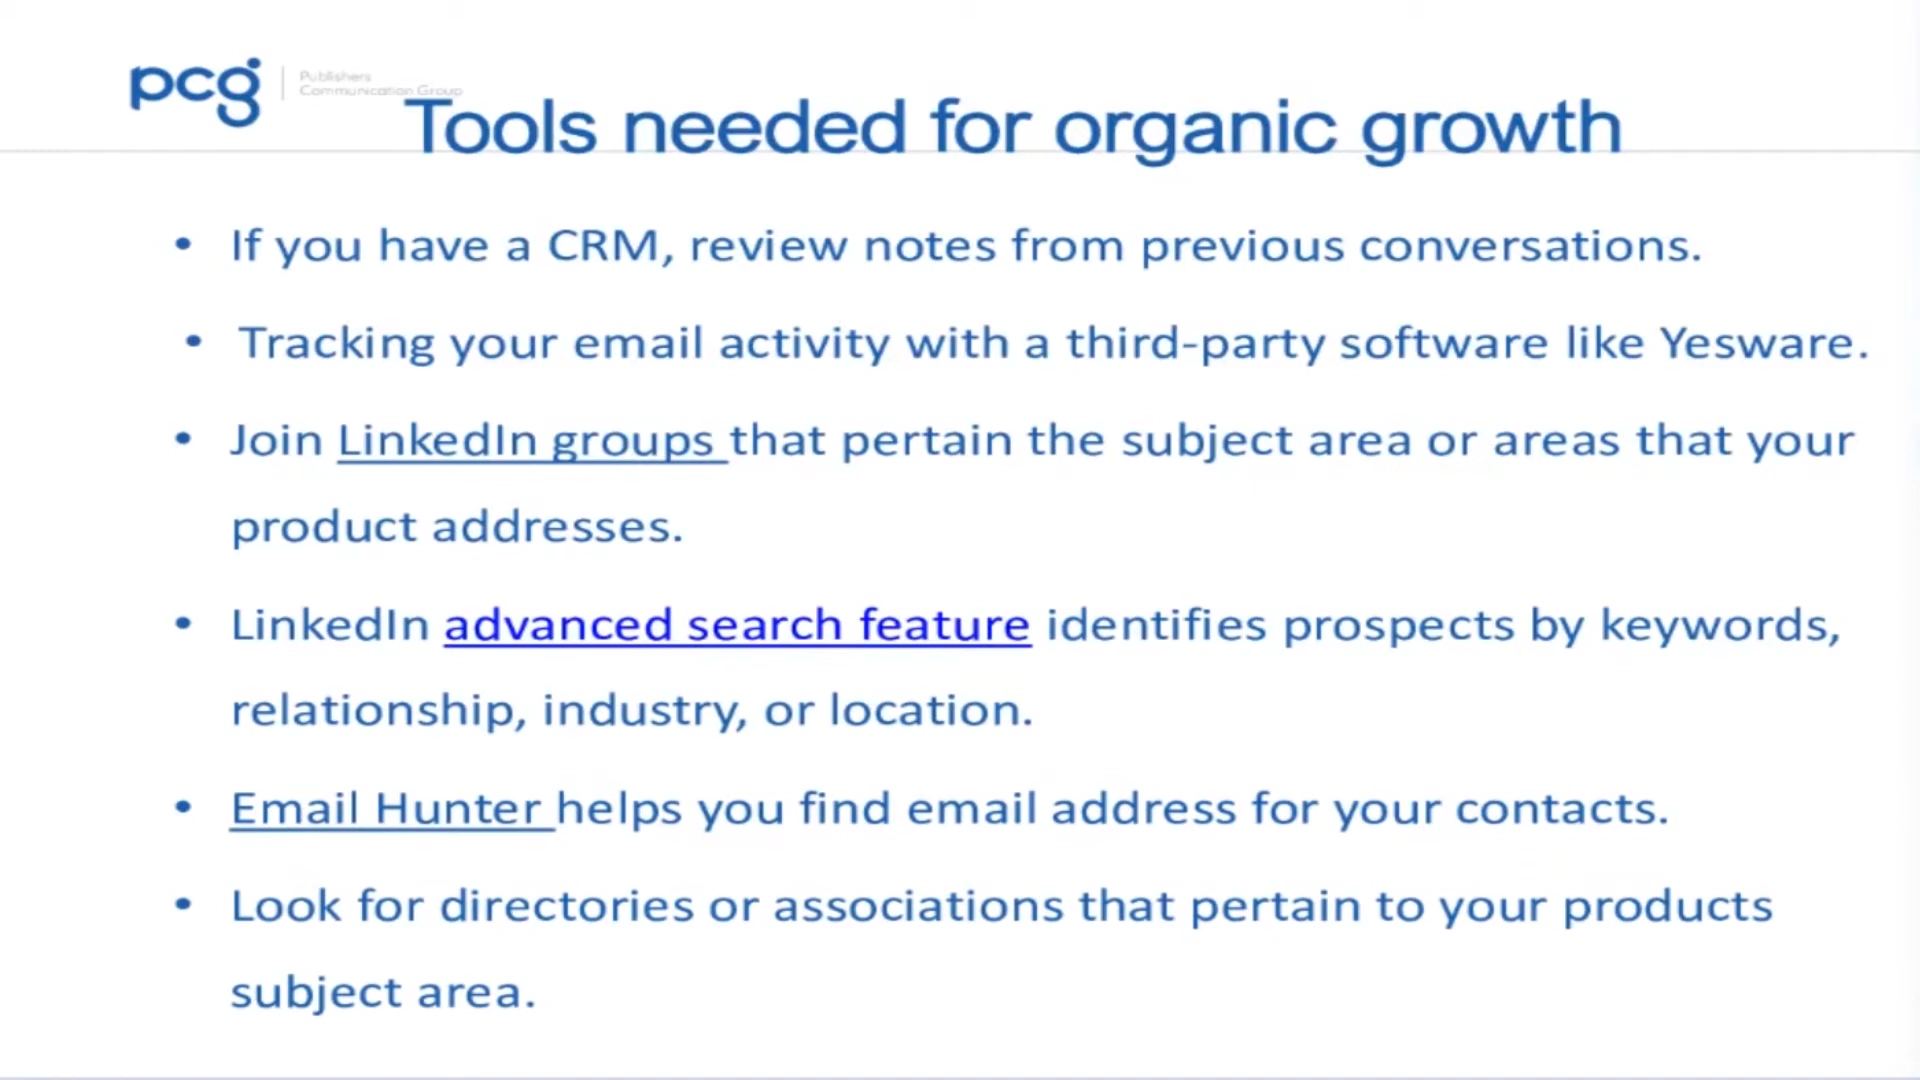 pcg
Publishers
Communication Group
Tools needed for organic growth
• If you have a CRM, review notes from previous conversations.
• Tracking your email activity with a third-party software like Yesware.
• Join LinkedIn groups that pertain the subject area or areas that your
product addresses.
• LinkedIn advanced search feature identifies prospects by keywords,
relationship, industry, or location.
• Email Hunter helps you find email address for your contacts.
• Look for directories or associations that pertain to your products
subject area.